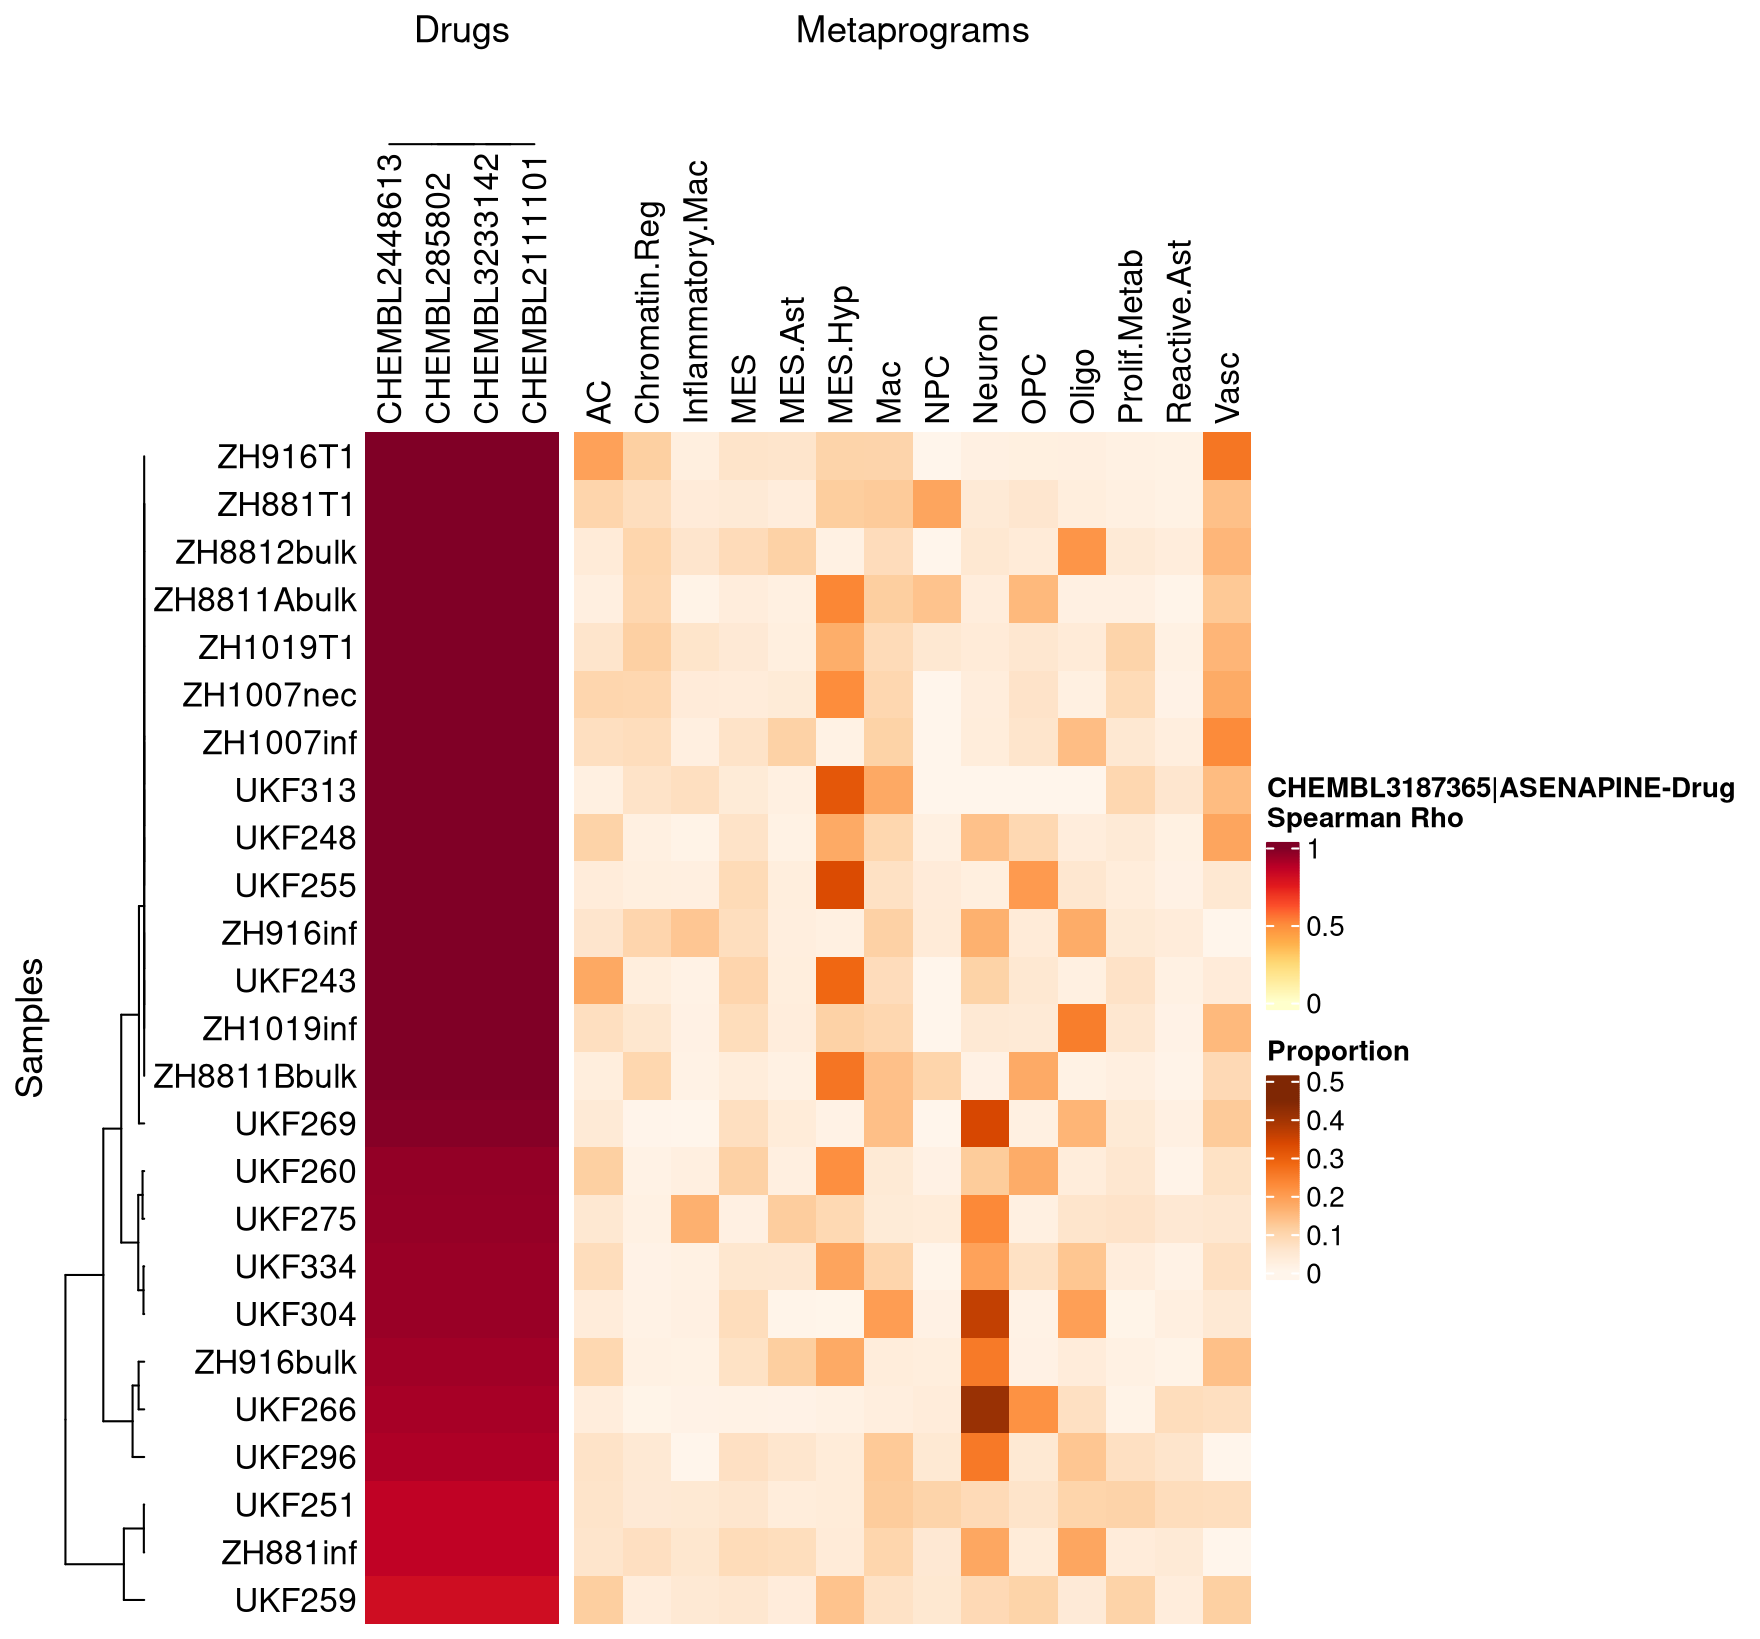 Drugs
Metaprograms
CHEMBL2448613
CHEMBL285802
CHEMBL3233142
CHEMBL2111101
AC
Chromatin.Reg
Inflammatory.Mac
MES
MES.Ast
MES.Hyp
Mac
NPC
Neuron
OPC
Oligo
Prolif.Metab
Reactive.Ast
Vasc
Samples
ZH916T1
ZH881T1
ZH8812bulk
ZH8811Abulk
ZH1019T1
ZH1007nec
ZH1007inf
UKF313
UKF248
UKF255
ZH916inf
UKF243
ZH1019inf
ZH8811Bbulk
UKF269
UKF260
UKF275
UKF334
UKF304
ZH916bulk
UKF266
UKF296
UKF251
ZH881inf
UKF259
CHEMBL3187365|ASENAPINE-Drug
Spearman Rho
1
0.5
0
Proportion
0.5
0.4
0.3
0.2
0.1
0